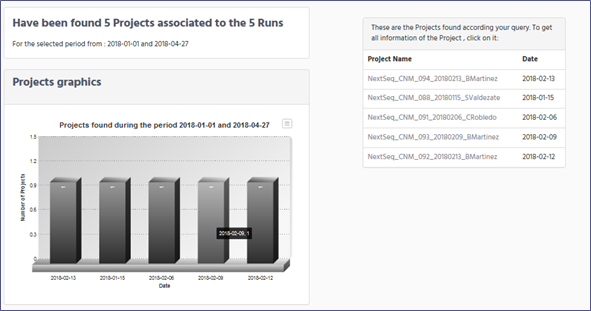 Have been found 5 Projects associated to the 5 Runs
For the selected period from : 2018-01-01 and 2018-04-27
Projects graphics
Projects found during the period 2018-01-01 and 2018-04-27
1.5
1.2
0.9
0.6
0.3
0
Number of Projects
1
1
1
1
1
2018-02-09, 1
2018-02-13
2018-01-15
2018-02-06
2018-02-09
2018-02-12
Date
These are the Projects found according your query. To get
all information of the Project , click on it:
Project Name Date
NextSeq_CNM_094_20180213_BMartinez 2018-02-13
NextSeq_CNM_088_20180115_SValdezate 2018-01-15
NextSeq_CNM_091_20180206_CRobledo 2018-02-06
NextSeq_CNM_093_20180209_BMartinez 2018-02-09
NextSeq_CNM_092_20180213_BMartinez 2018-02-12